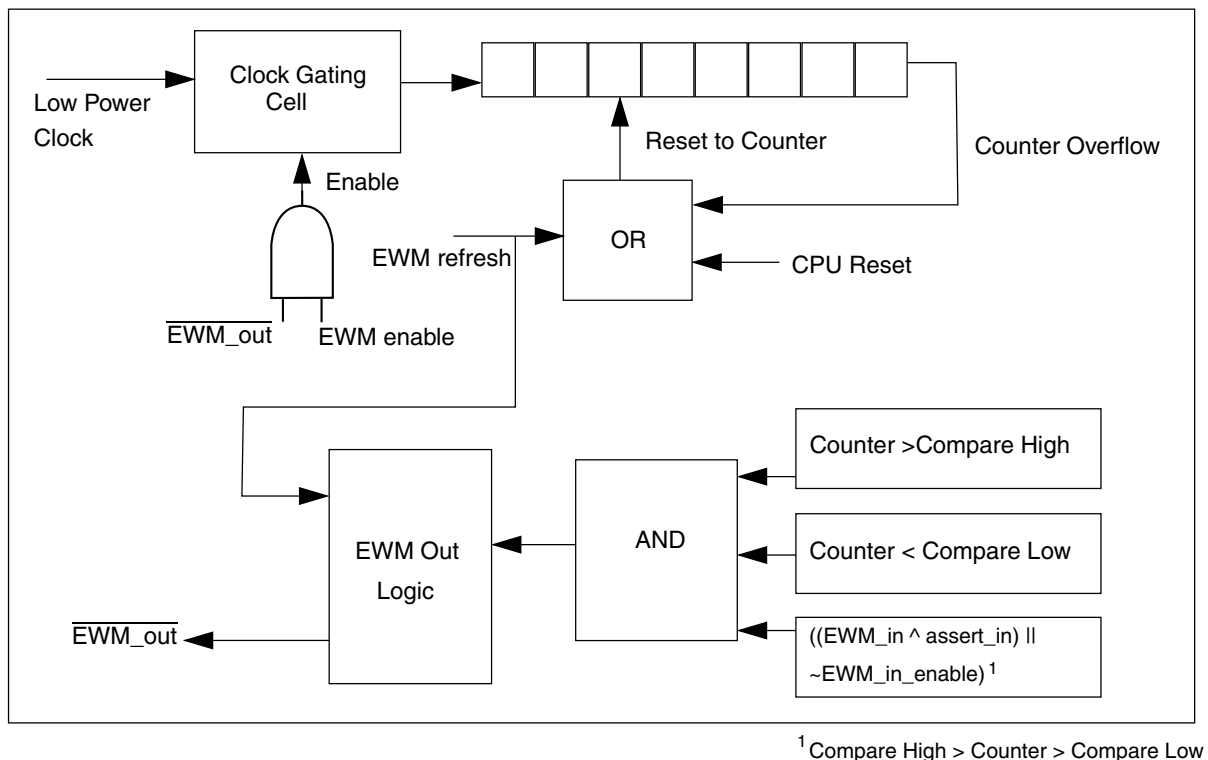 Low Power
Clock
Clock Gating
Cell
Enable
EWM_out
EWM enable
Reset to Counter
Counter Overflow
EWM refresh
OR
CPU Reset
Counter >Compare High
Counter < Compare Low
((EWM_in ^ assert_in) ||
~EWM_in_enable)¹
AND
EWM Out
Logic
EWM_out
¹ Compare High > Counter > Compare Low